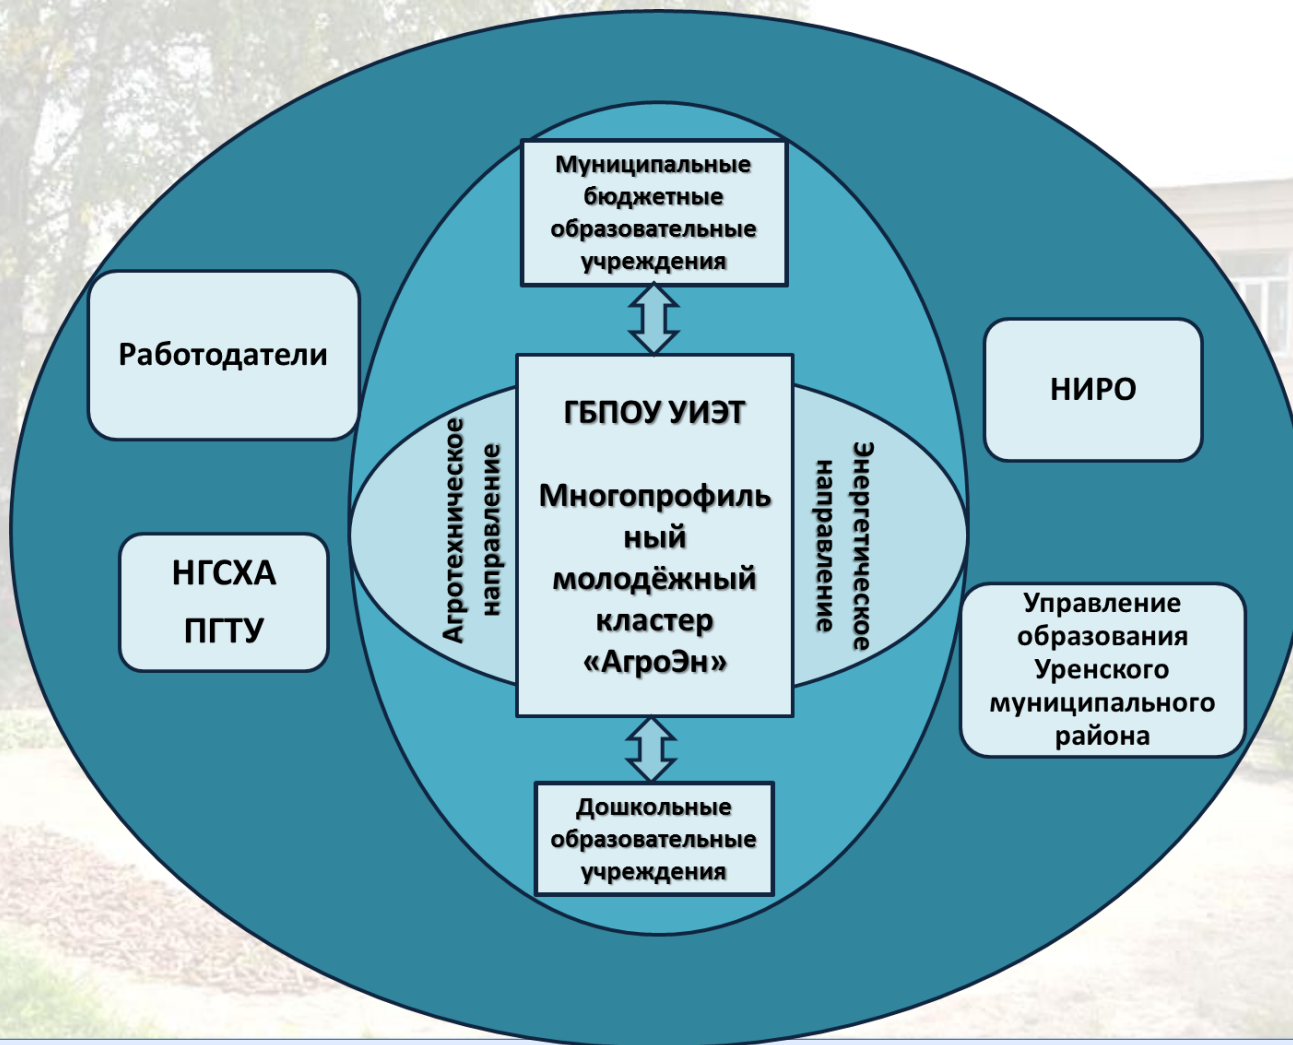 Муниципальные
бюджетные
образовательные
учреждения
Работодатели
НИРО
ГБПОУ УИЭТ
Многопрофиль
ный
молодёжный
кластер
«АгроЭн»
Агротехническое
направление
Энергетическое
направление
НГСХА
ПГТУ
Управление
образования
Уренского
муниципального
района
Дошкольные
образовательные
учреждения